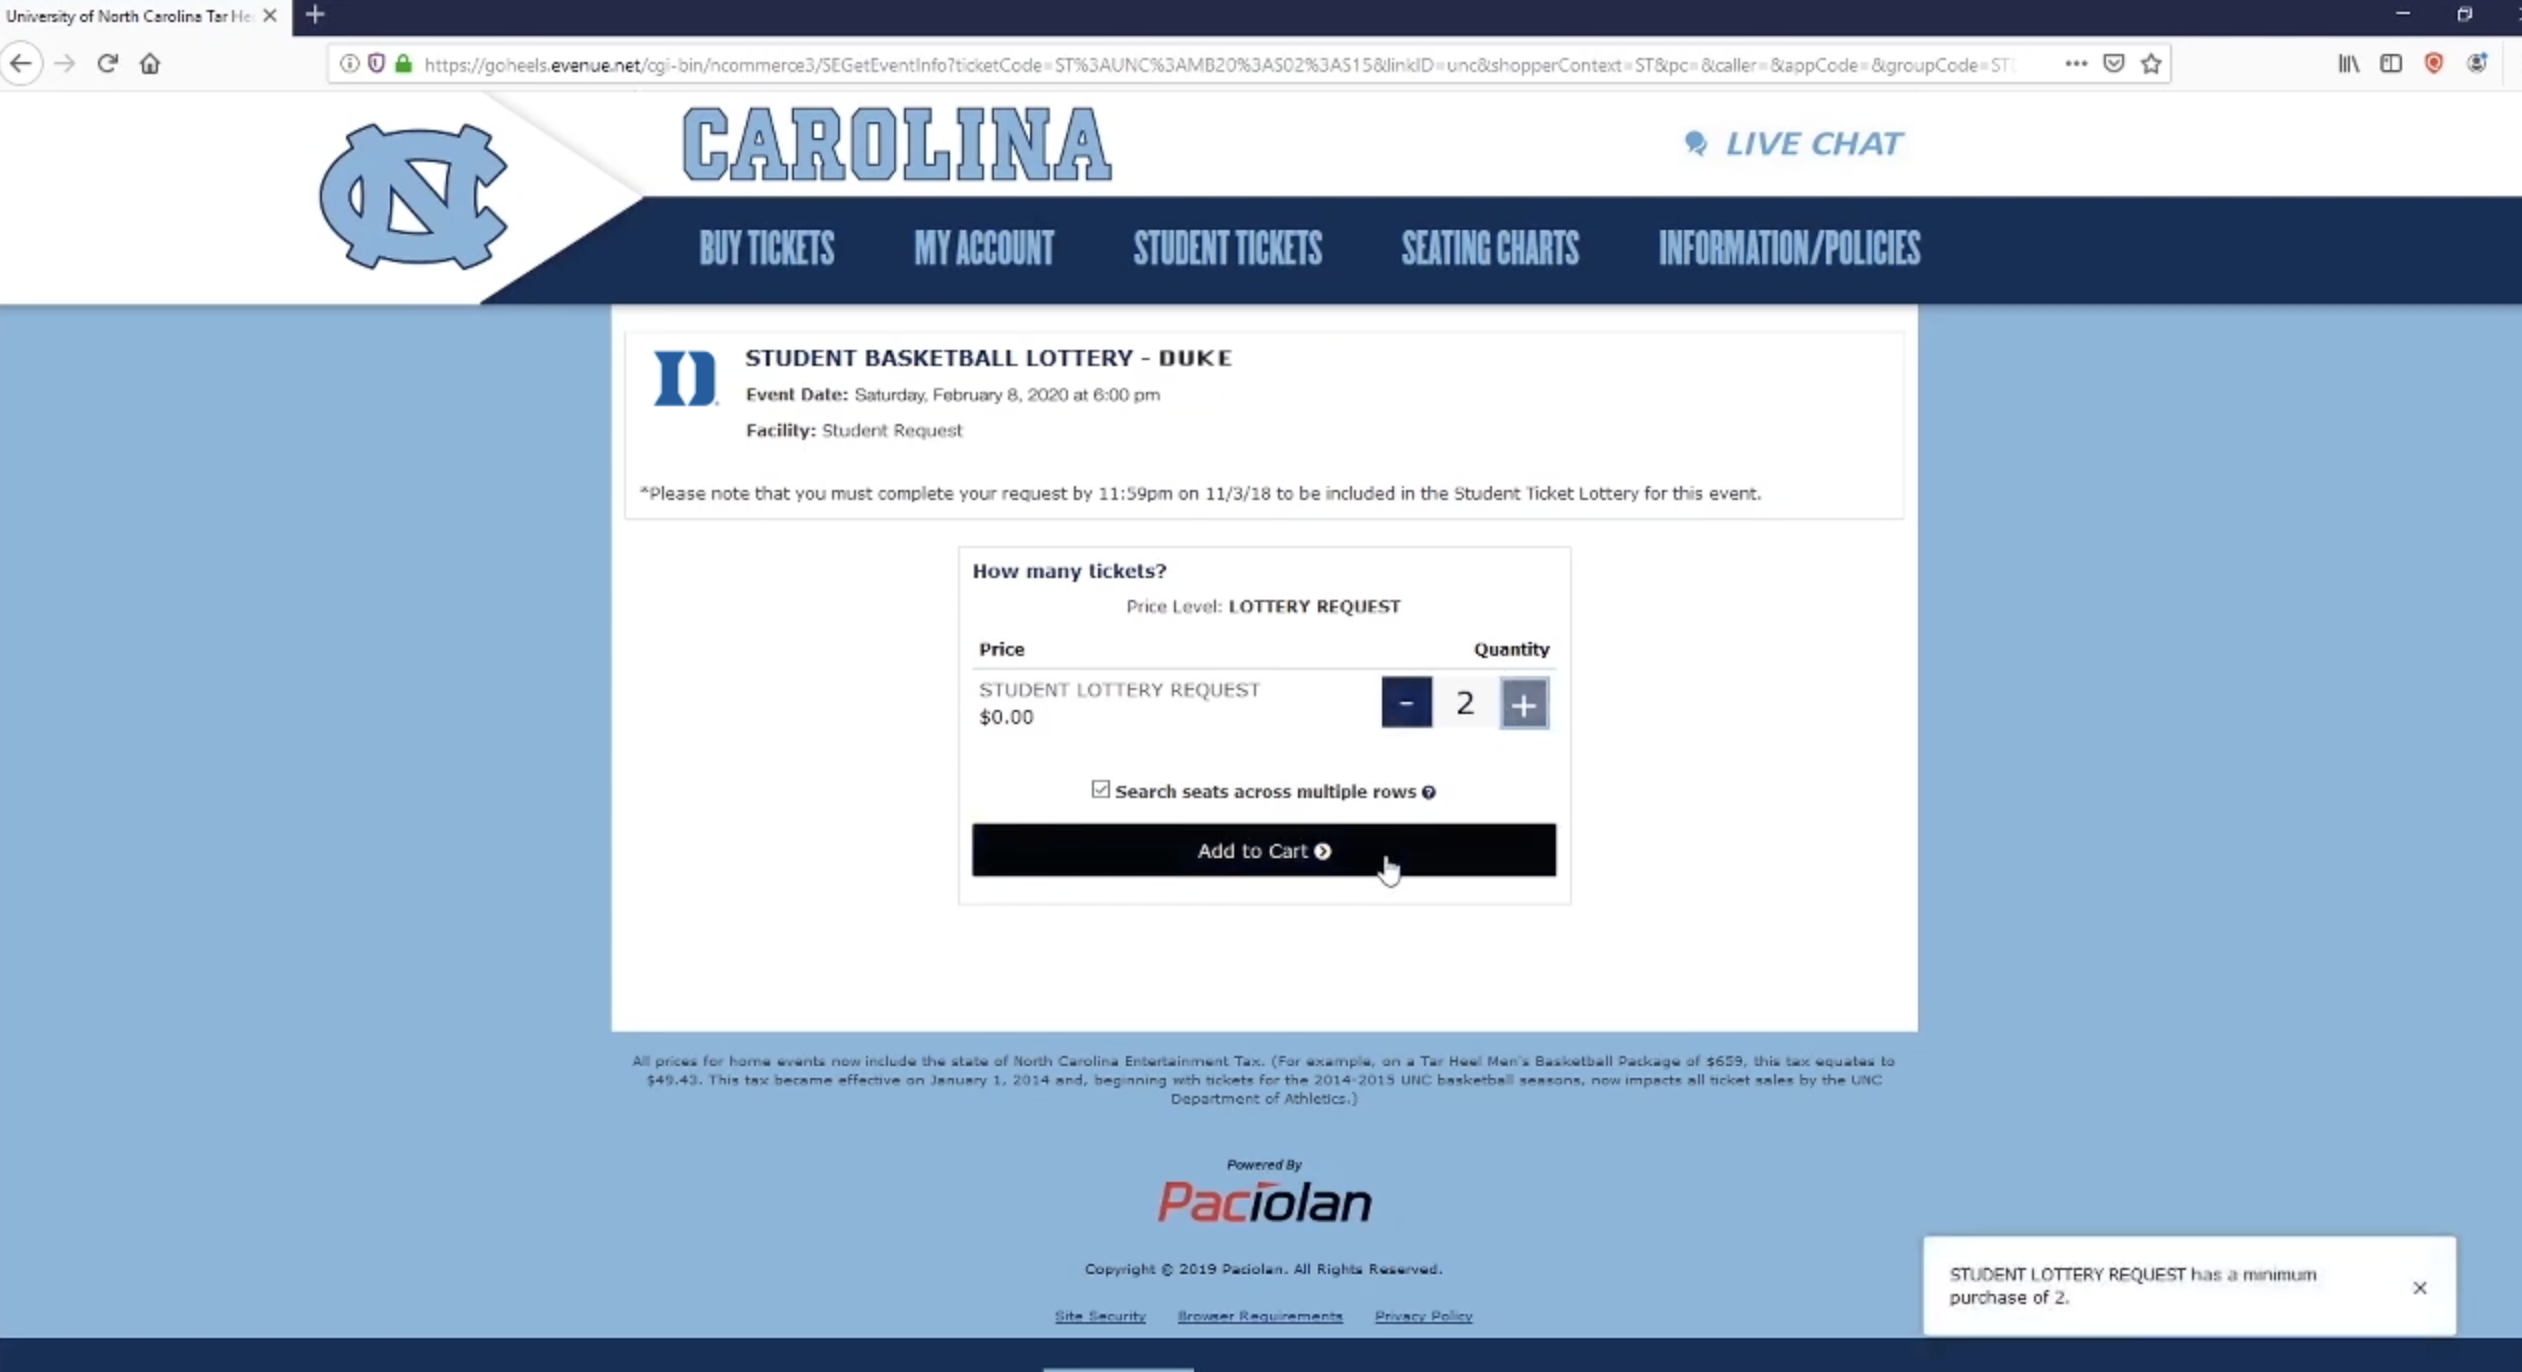 University of North Carolina Tar He
https://goheels.evenue.net/cgi-bin/ncommerce3/SEGetEventInfo?ticketCode=ST%3AUNC%3AMB20%3AS02%3AS15&linkID=unc&shopperContext=ST&pc=&caller=&appCode=&groupCode=ST
NC
CAROLINA
LIVE CHAT
BUY TICKETS MY ACCOUNT STUDENT TICKETS SEATING CHARTS INFORMATION/POLICIES
D
STUDENT BASKETBALL LOTTERY - DUKE
Event Date: Saturday, February 8, 2020 at 6:00 pm
Facility: Student Request
*Please note that you must complete your request by 11:59pm on 11/3/18 to be included in the Student Ticket Lottery for this event.
How many tickets?
Price Level: LOTTERY REQUEST
Price Quantity
STUDENT LOTTERY REQUEST
$0.00
- 2 +
Search seats across multiple rows ?
Add to Cart
All prices for home events now include the state of North Carolina Entertainment Tax. (For example, on a Tar Heel Men's Basketball Package of $659, this tax equates to
$49.43. This tax became effective on January 1, 2014 and, beginning with tickets for the 2014-2015 UNC basketball seasons, now impacts all ticket sales by the UNC
Department of Athletics.)
Powered By
Paciolan
Copyright © 2019 Paciolan. All Rights Reserved.
Site Security Browser Requirements Privacy Policy
STUDENT LOTTERY REQUEST has a minimum
purchase of 2.